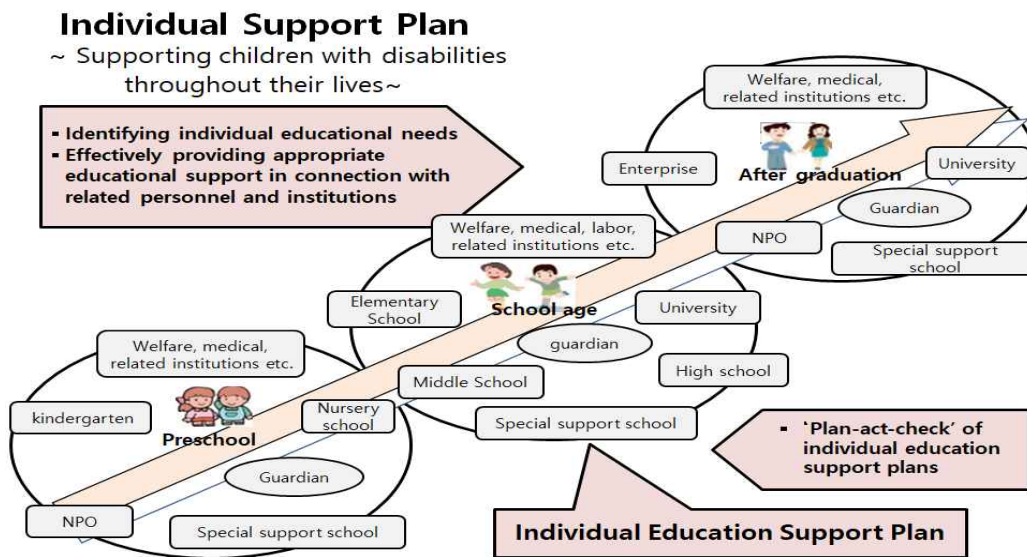 Individual Support Plan
~ Supporting children with disabilities
throughout their lives~
▪ Identifying individual educational needs
▪ Effectively providing appropriate
educational support in connection with
related personnel and institutions
Welfare, medical,
related institutions etc.
Enterprise
After graduation
University
Guardian
NPO
Special support
school
Welfare, medical, labor,
related institutions etc.
Elementary
School
School age
University
guardian
High school
Middle School
Special support school
Welfare, medical,
related institutions etc.
kindergarten
Preschool
Nursery
school
Guardian
NPO
Special support school
▪ ‘Plan-act-check’ of
individual education
support plans
Individual Education Support Plan